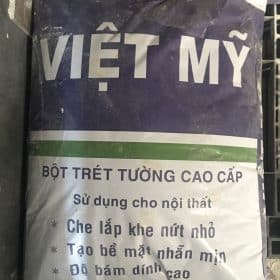 VIỆT MỸ
BỘT TRÉT TƯỜNG CAO CẤP
Sử dụng cho nội thất
* Che lắp khe nứt nhỏ
* Tạo bề mặt nhẵn mịn
* Độ bám dính cao